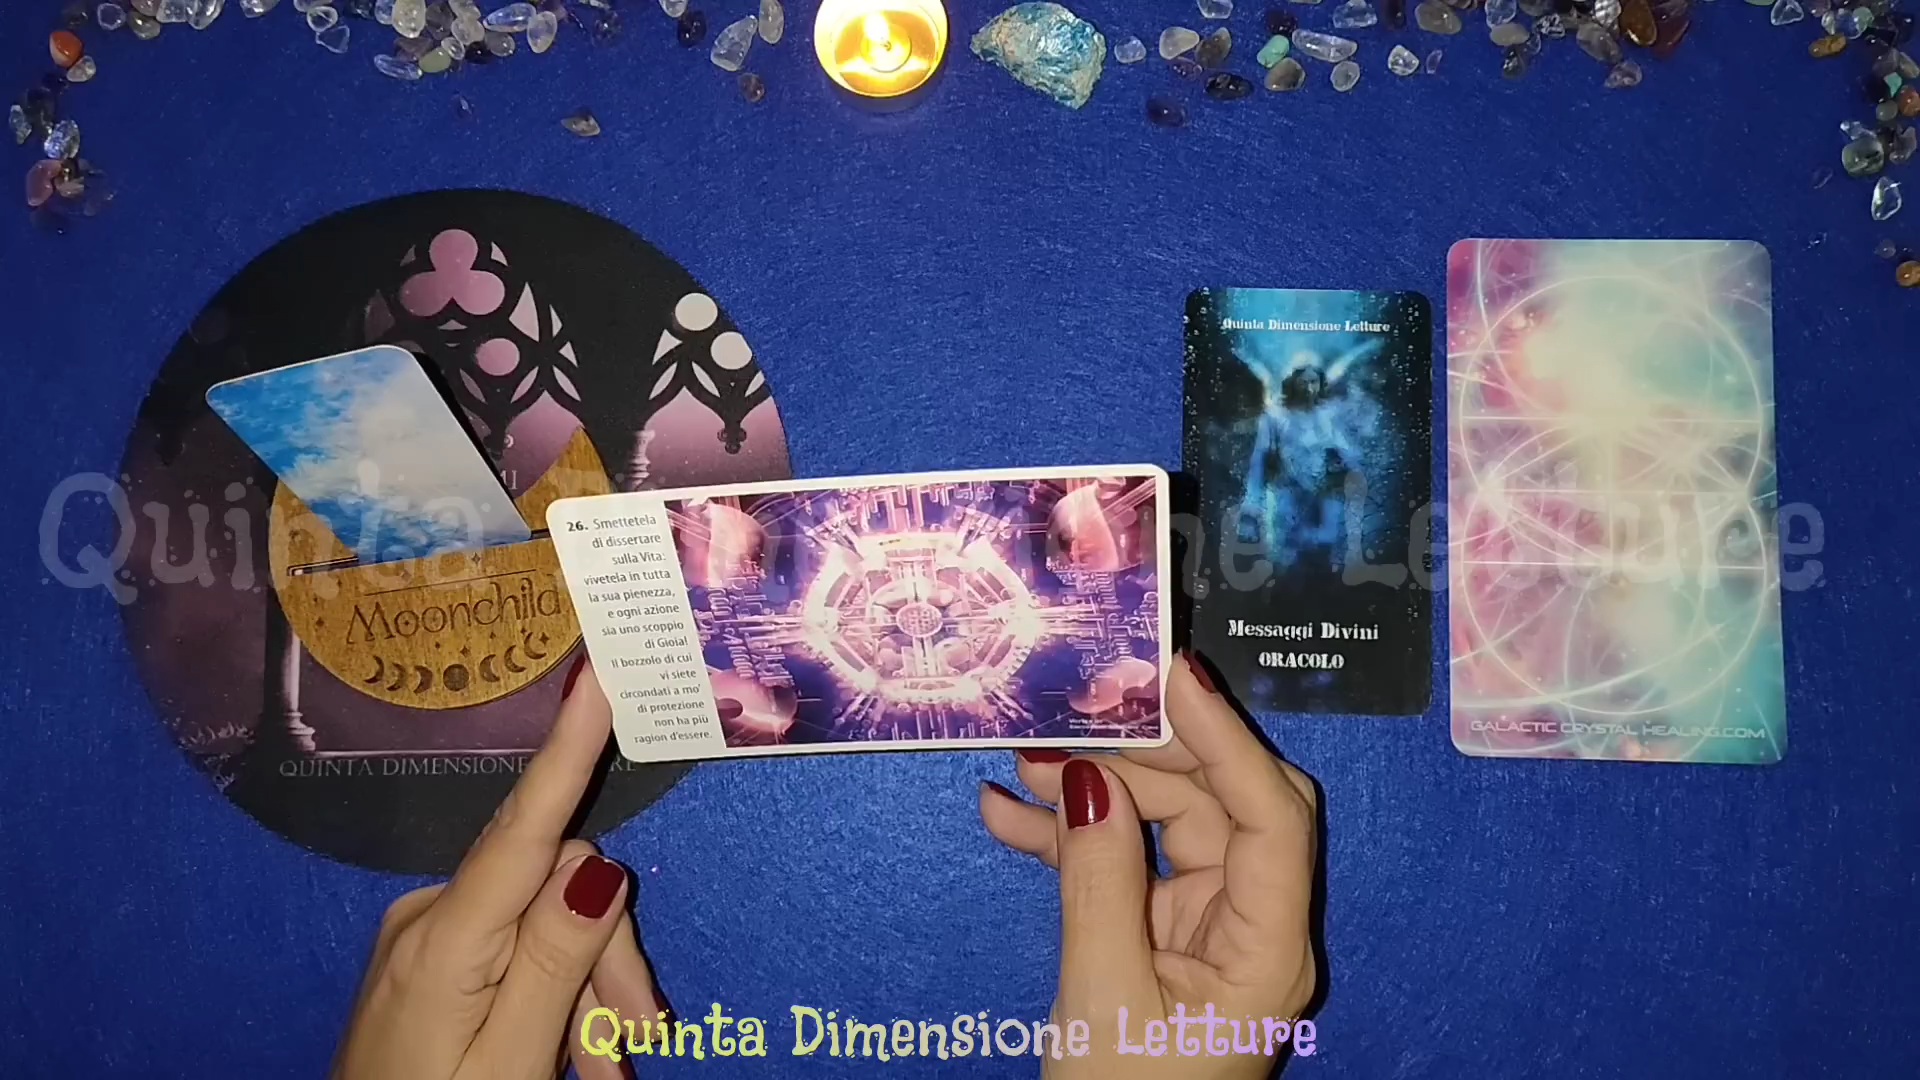 Quinta Dimensione Letture
Messaggi Divini
ORACOLO
GALACTIC CRYSTAL HEALING.COM
Quinta Dimensione Letture
26. Smettetela
di dissertare
sulla Vita:
vivetela in tutta
la sua pienezza,
e ogni azione
sia uno scoppio
di Gioia!
Il bozzolo di cui
vi siete
circondati a mo'
di protezione
non ha più
ragion d'essere.
Moonchild
QUINTA DIMENSIONE
Quinta Dimensione Letture